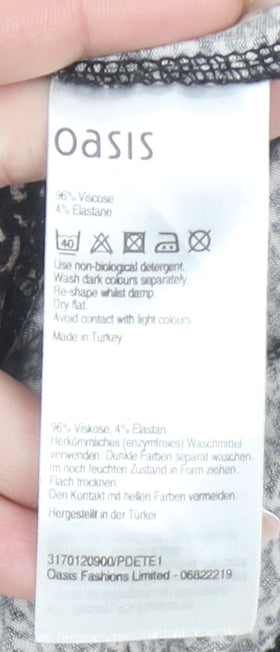 Oasis
96% Viscose
4% Elastane
40
Use non-biological detergent.
Wash dark colours separately.
Re-shape whilst damp.
Dry flat.
Avoid contact with light colours.
Made in Turkey
96% Viskose, 4% Elastan
Herkömmliches (enzymfreies) Waschmittel
verwenden. Dunkle Farben separat waschen.
Im noch feuchten Zustand in Form ziehen.
Flach trocknen.
Den Kontakt mit hellen Farben vermeiden.
Hergestellt in der Türkei
3170120900/PDETE1
Oasis Fashions Limited - 06822219